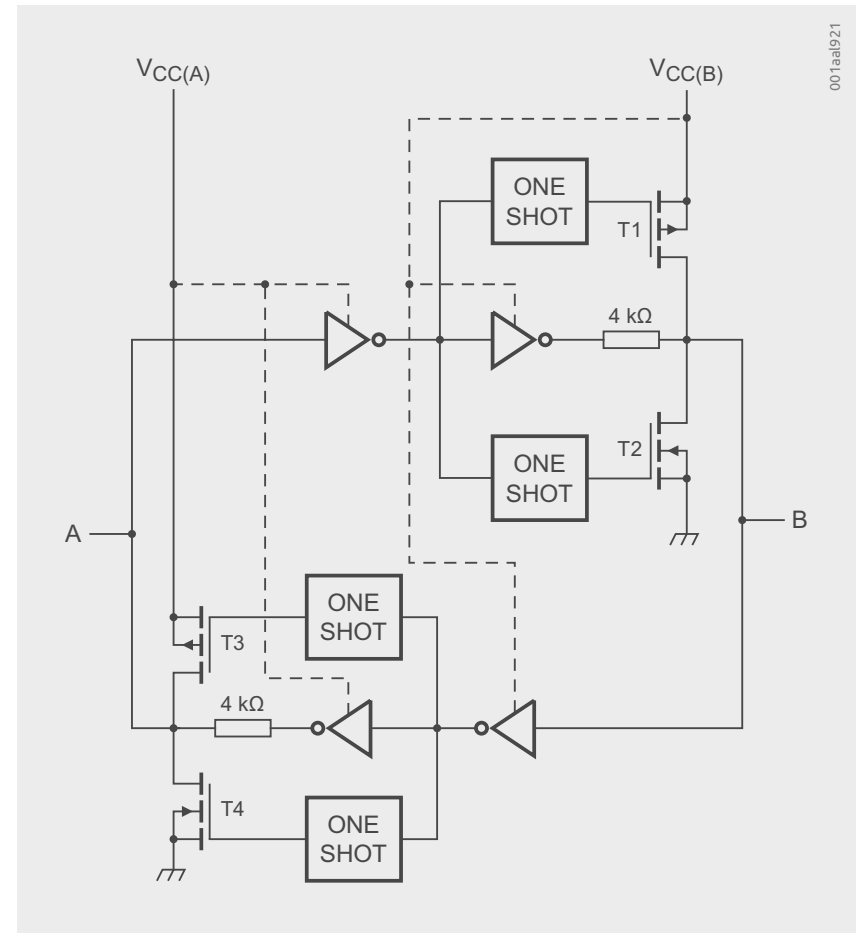 001aal921
VCC(A)
VCC(B)
ONE
SHOT
T1
4 kΩ
ONE
SHOT
T2
A
B
ONE
SHOT
T3
4 kΩ
T4
ONE
SHOT